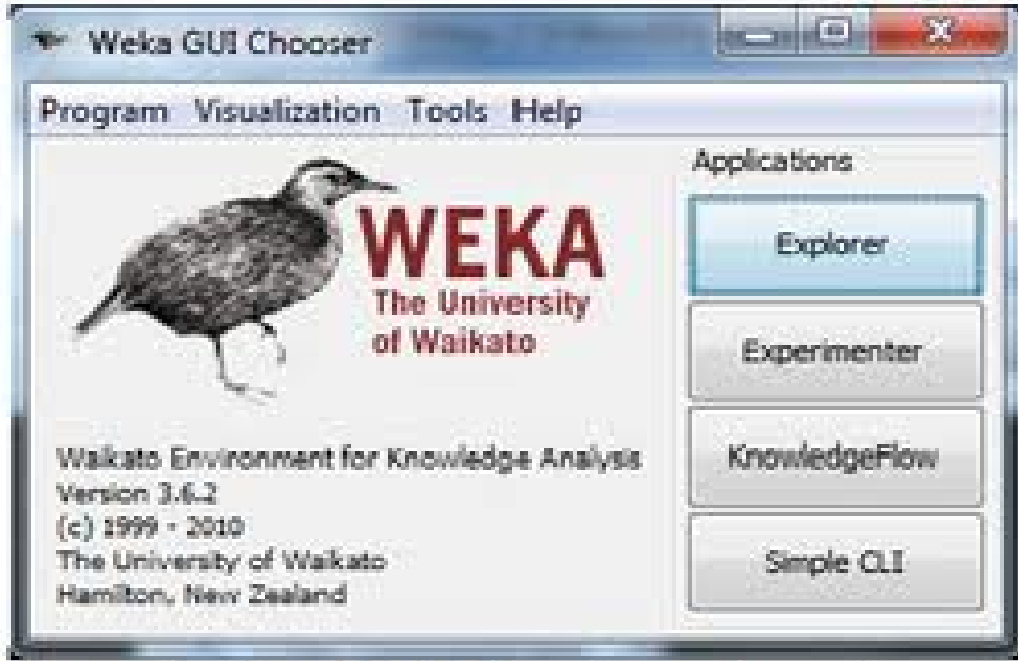 Weka GUI Chooser
Program Visualization Tools Help
WEKA
The University
of Waikato
Waikato Environment for Knowledge Analysis
Version 3.6.2
(c) 1999 - 2010
The University of Waikato
Hamilton, New Zealand
Applications
Explorer
Experimenter
KnowledgeFlow
Simple CLI